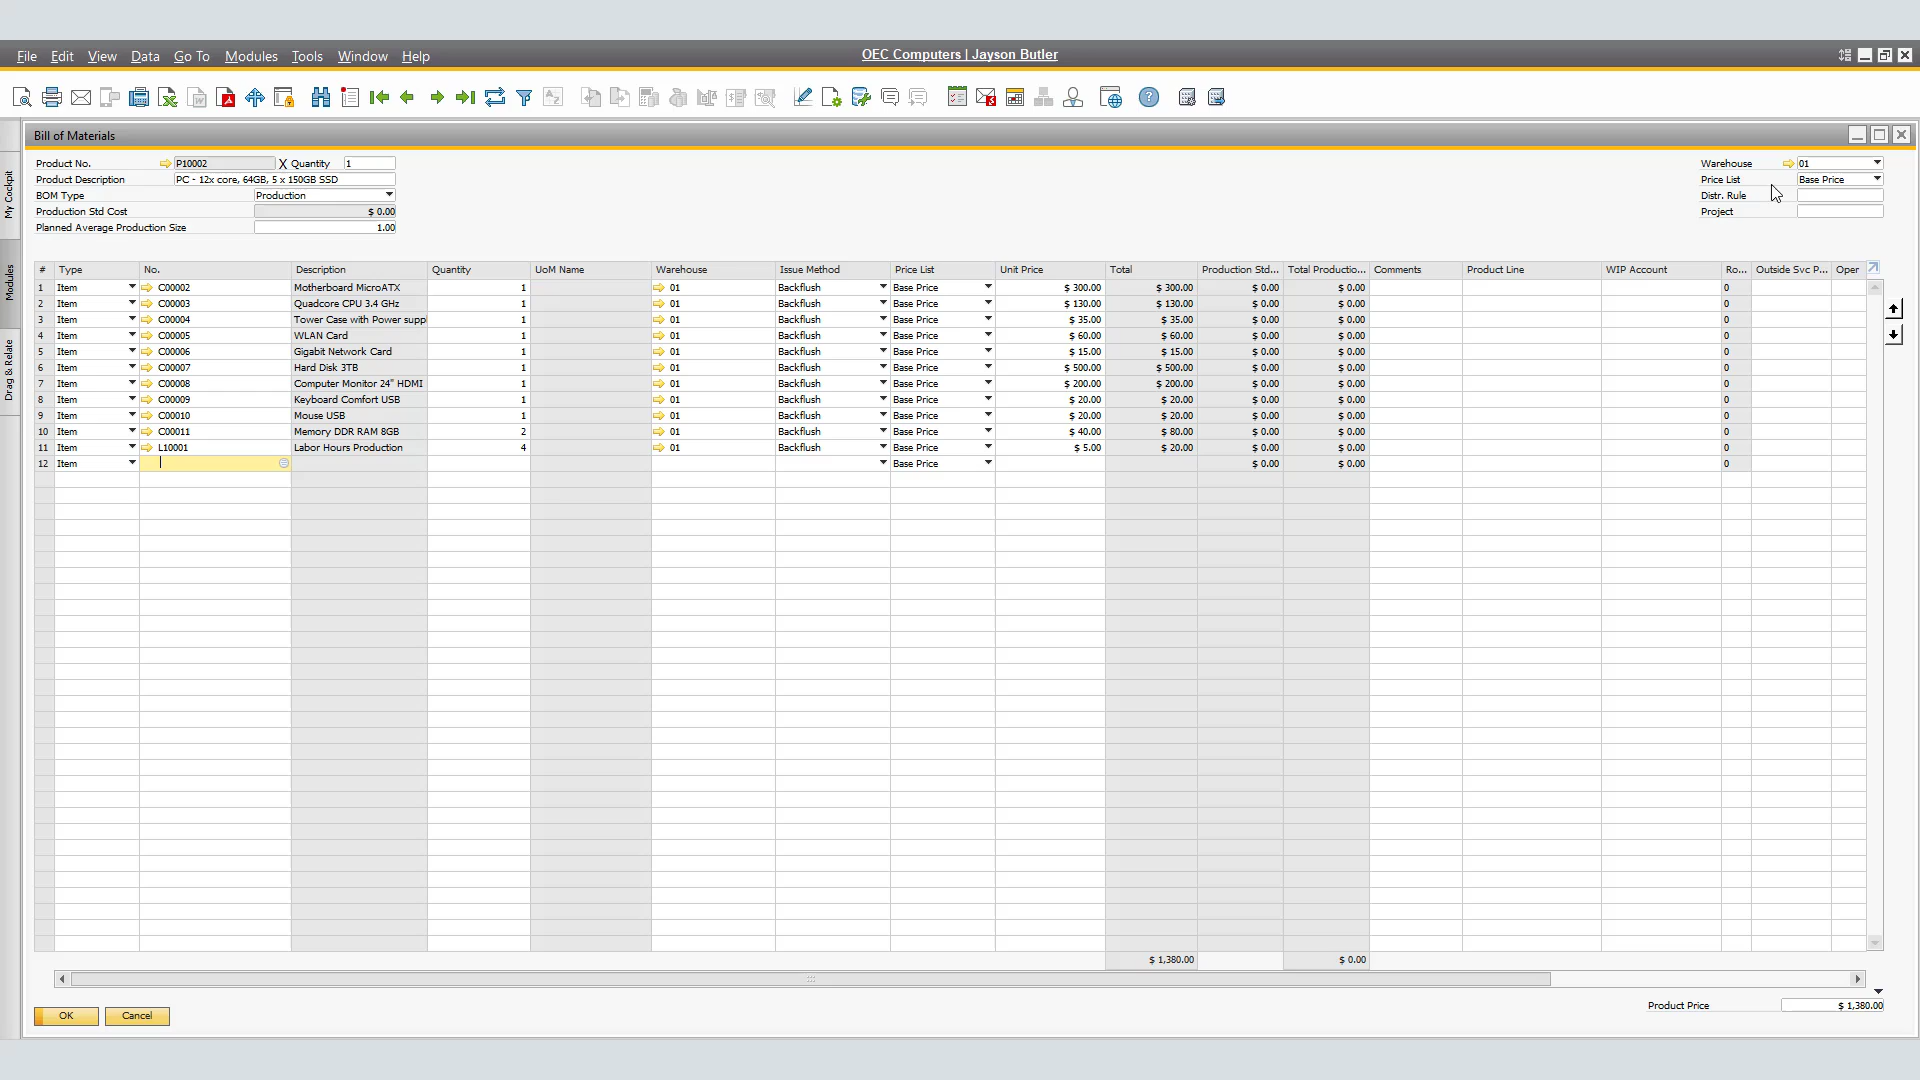 File Edit View Data Go To Modules Tools Window Help
OEC Computers | Jayson Butler
My Cockpit
Modules
Drag & Relate
Bill of Materials
Product No. P10002 X Quantity 1
Product Description PC - 12x core, 64GB, 5 x 150GB SSD
BOM Type Production
Production Std Cost $ 0.00
Planned Average Production Size 1.00
Warehouse 01
Price List Base Price
Distr. Rule
Project
# Type No. Description Quantity UoM Name Warehouse Issue Method Price List Unit Price Total Production Std... Total Productio... Comments Product Line WIP Account Ro... Outside Svc P... Oper
1 Item C00002 Motherboard MicroATX 1 01 Backflush Base Price $ 300.00 $ 300.00 $ 0.00 $ 0.00 0
2 Item C00003 Quadcore CPU 3.4 GHz 1 01 Backflush Base Price $ 130.00 $ 130.00 $ 0.00 $ 0.00 0
3 Item C00004 Tower Case with Power supp 1 01 Backflush Base Price $ 35.00 $ 35.00 $ 0.00 $ 0.00 0
4 Item C00005 WLAN Card 1 01 Backflush Base Price $ 60.00 $ 60.00 $ 0.00 $ 0.00 0
5 Item C00006 Gigabit Network Card 1 01 Backflush Base Price $ 15.00 $ 15.00 $ 0.00 $ 0.00 0
6 Item C00007 Hard Disk 3TB 1 01 Backflush Base Price $ 500.00 $ 500.00 $ 0.00 $ 0.00 0
7 Item C00008 Computer Monitor 24" HDMI 1 01 Backflush Base Price $ 200.00 $ 200.00 $ 0.00 $ 0.00 0
8 Item C00009 Keyboard Comfort USB 1 01 Backflush Base Price $ 20.00 $ 20.00 $ 0.00 $ 0.00 0
9 Item C00010 Mouse USB 1 01 Backflush Base Price $ 20.00 $ 20.00 $ 0.00 $ 0.00 0
10 Item C00011 Memory DDR RAM 8GB 2 01 Backflush Base Price $ 40.00 $ 80.00 $ 0.00 $ 0.00 0
11 Item L10001 Labor Hours Production 4 01 Backflush Base Price $ 5.00 $ 20.00 $ 0.00 $ 0.00 0
12 Item Base Price $ 0.00 $ 0.00 0
$ 1,380.00 $ 0.00
Product Price $ 1,380.00
OK Cancel